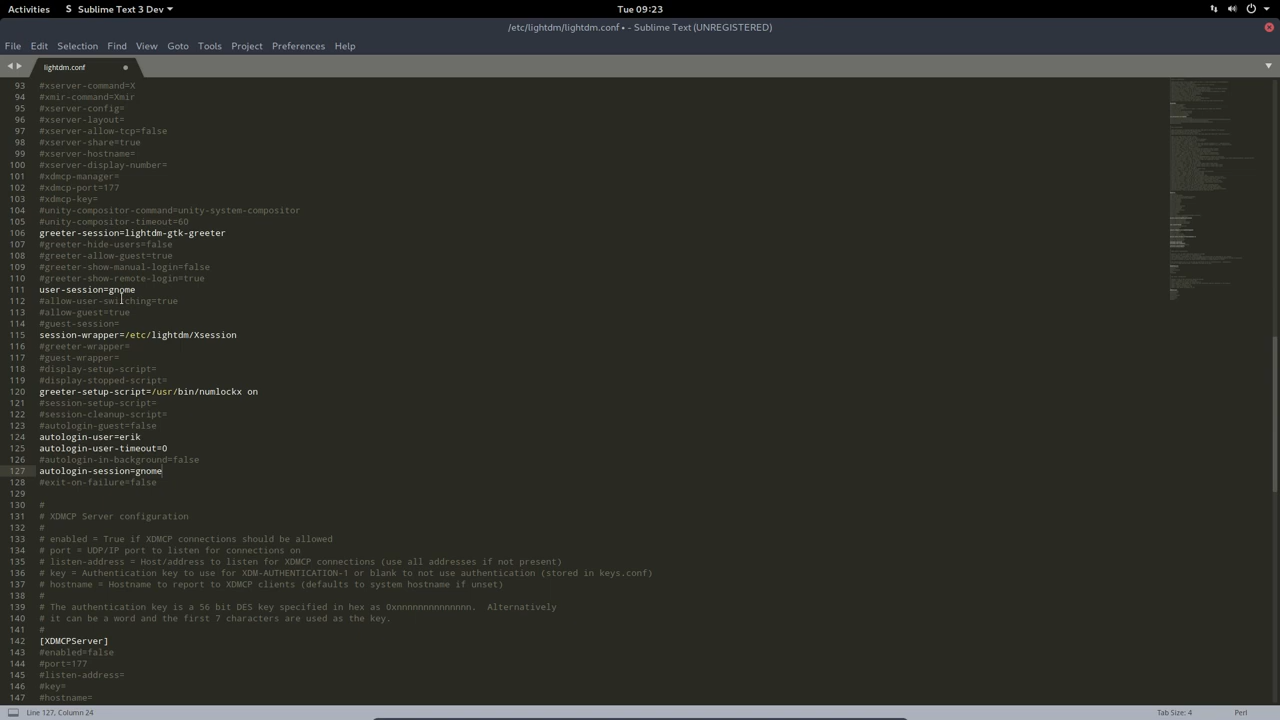 Activities Sublime Text 3 Dev Tue 09:23
/etc/lightdm/lightdm.conf • - Sublime Text (UNREGISTERED)
File Edit Selection Find View Goto Tools Project Preferences Help
lightdm.conf
93 #xserver-command=X
94 #xmir-command=Xmir
95 #xserver-config=
96 #xserver-layout=
97 #xserver-allow-tcp=false
98 #xserver-share=true
99 #xserver-hostname=
100 #xserver-display-number=
101 #xdmcp-manager=
102 #xdmcp-port=177
103 #xdmcp-key=
104 #unity-compositor-command=unity-system-compositor
105 #unity-compositor-timeout=60
106 greeter-session=lightdm-gtk-greeter
107 #greeter-hide-users=false
108 #greeter-allow-guest=true
109 #greeter-show-manual-login=false
110 #greeter-show-remote-login=true
111 user-session=gnome
112 #allow-user-switching=true
113 #allow-guest=true
114 #guest-session=
115 session-wrapper=/etc/lightdm/Xsession
116 #greeter-wrapper=
117 #guest-wrapper=
118 #display-setup-script=
119 #display-stopped-script=
120 greeter-setup-script=/usr/bin/numlockx on
121 #session-setup-script=
122 #session-cleanup-script=
123 #autologin-guest=false
124 autologin-user=erik
125 autologin-user-timeout=0
126 #autologin-in-background=false
127 autologin-session=gnome
128 #exit-on-failure=false
129
130 #
131 # XDMCP Server configuration
132 #
133 # enabled = True if XDMCP connections should be allowed
134 # port = UDP/IP port to listen for connections on
135 # listen-address = Host/address to listen for XDMCP connections (use all addresses if not present)
136 # key = Authentication key to use for XDM-AUTHENTICATION-1 or blank to not use authentication (stored in keys.conf)
137 # hostname = Hostname to report to XDMCP clients (defaults to system hostname if unset)
138 #
139 # The authentication key is a 56 bit DES key specified in hex as 0xnnnnnnnnnnnnnn.  Alternatively
140 # it can be a word and the first 7 characters are used as the key.
141 #
142 [XDMCPServer]
143 #enabled=false
144 #port=177
145 #listen-address=
146 #key=
147 #hostname=
Line 127, Column 24 Tab Size: 4 Perl